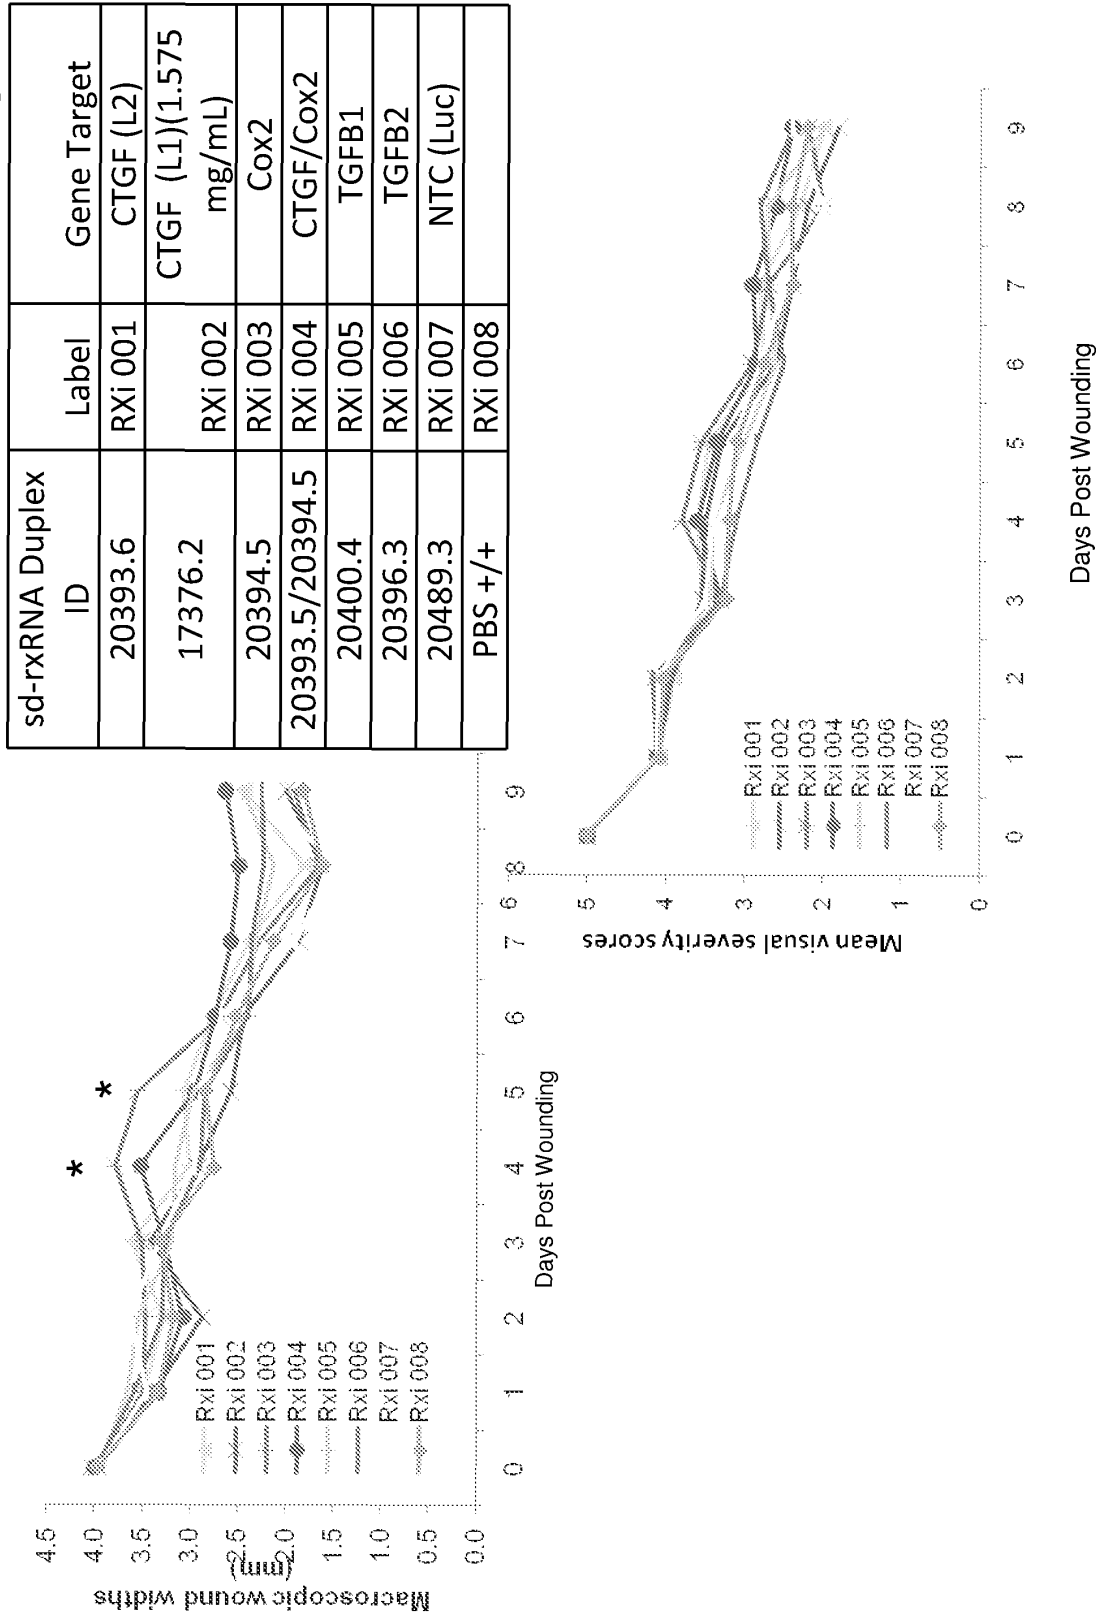 sd-rxRNA Duplex ID Label Gene Target
20393.6 RXi 001 CTGF (L2)
17376.2 RXi 002 CTGF (L1)(1.575 mg/mL)
20394.5 RXi 003 Cox2
20393.5/20394.5 RXi 004 CTGF/Cox2
20400.4 RXi 005 TGFB1
20396.3 RXi 006 TGFB2
20489.3 RXi 007 NTC (Luc)
PBS +/+ RXi 008
Macroscopic wound widths
(mm)
4.5
4.0
3.5
3.0
2.5
2.0
1.5
1.0
0.5
0.0
* *
Rxi 001
Rxi 002
Rxi 003
Rxi 004
Rxi 005
Rxi 006
Rxi 007
Rxi 008
0 1 2 3 4 5 6 7 8 9
Days Post Wounding
Mean visual severity scores
6
5
4
3
2
1
0
Rxi 001
Rxi 002
Rxi 003
Rxi 004
Rxi 005
Rxi 006
Rxi 007
Rxi 008
0 1 2 3 4 5 6 7 8 9
Days Post Wounding